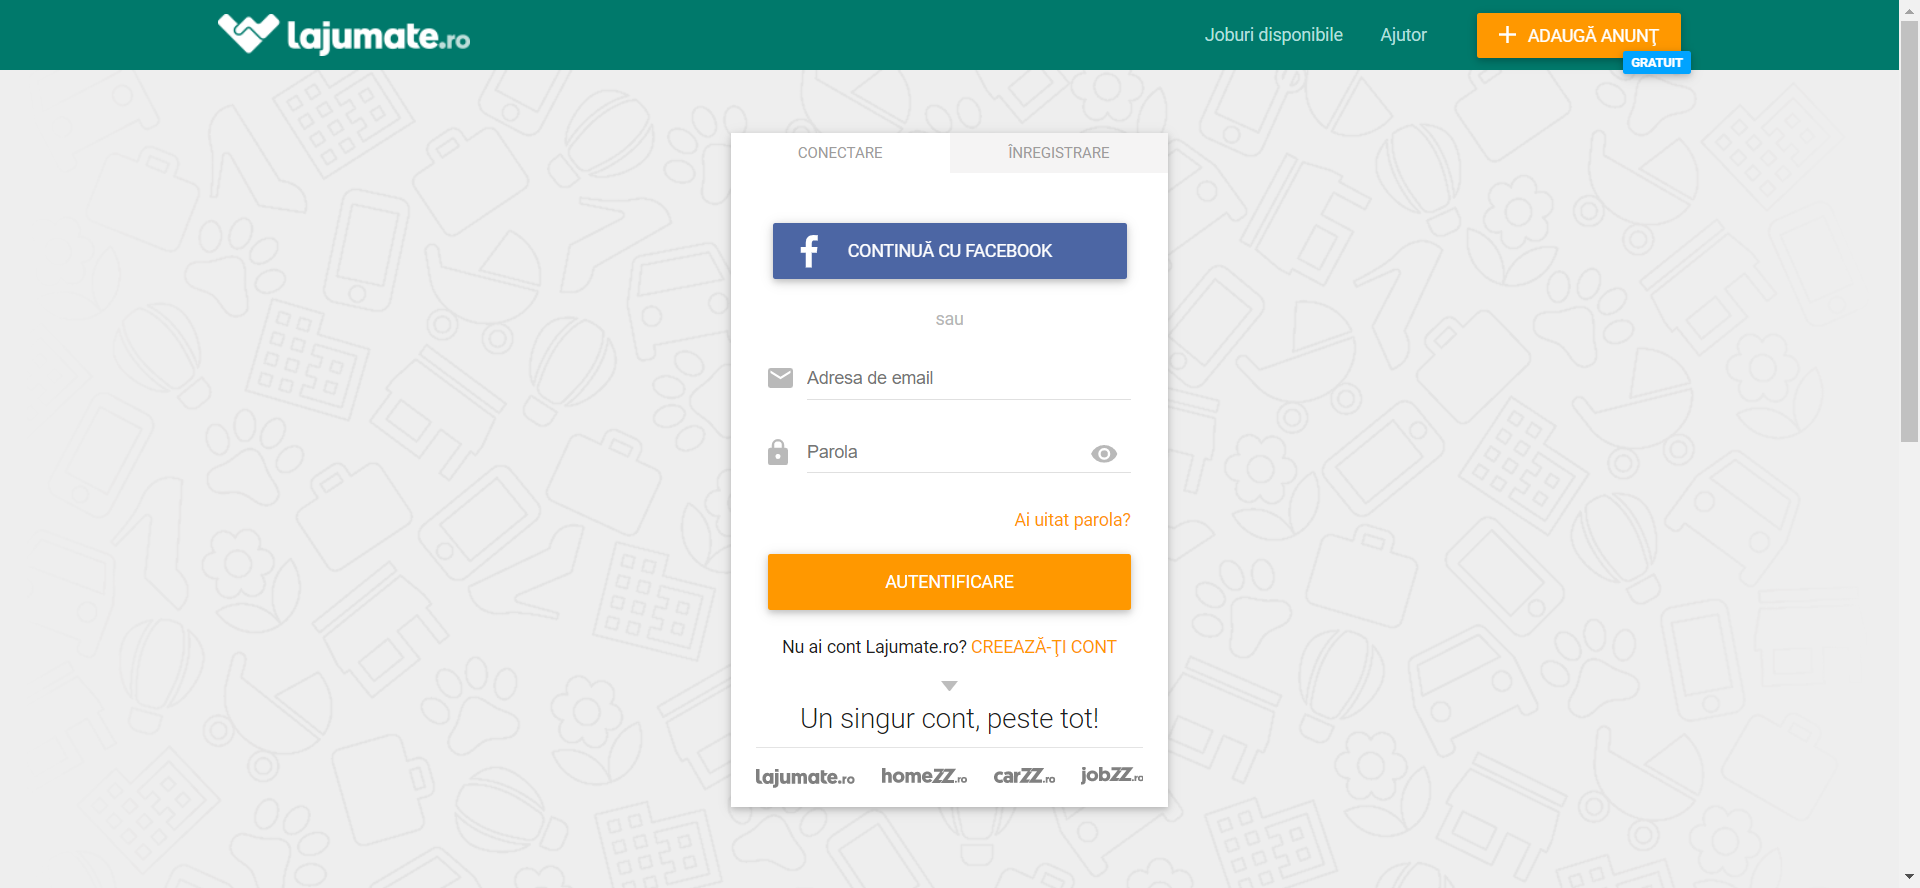 lajumate.ro
Joburi disponibile
Ajutor
ADAUGĂ ANUNŢ
GRATUIT
CONECTARE
ÎNREGISTRARE
CONTINUĂ CU FACEBOOK
sau
Adresa de email
Parola
Ai uitat parola?
AUTENTIFICARE
Nu ai cont Lajumate.ro? CREEAZĂ-ŢI CONT
Un singur cont, peste tot!
lajumate.ro homeZZ.ro carZZ.ro jobZZ.ro